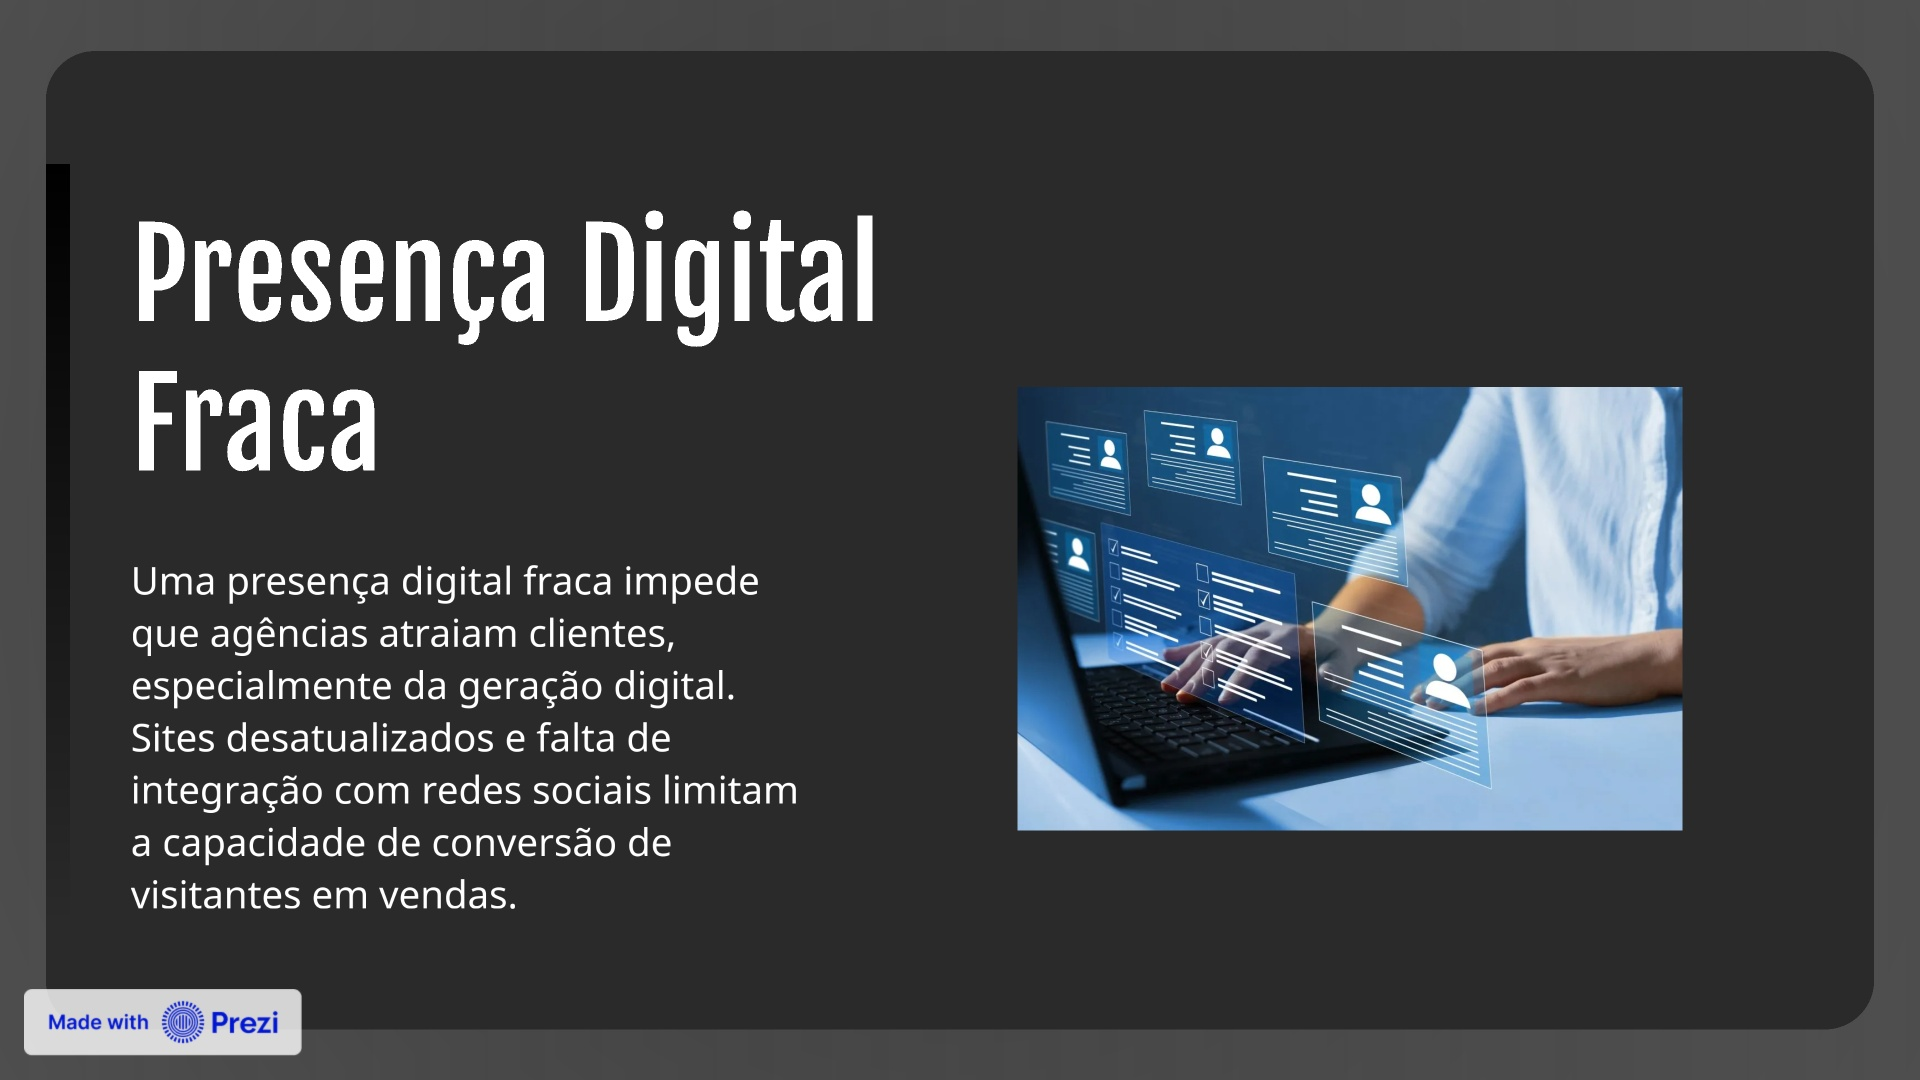 Presença Digital
Fraca
Uma presença digital fraca impede
que agências atraiam clientes,
especialmente da geração digital.
Sites desatualizados e falta de
integração com redes sociais limitam
a capacidade de conversão de
visitantes em vendas.
Made with Prezi